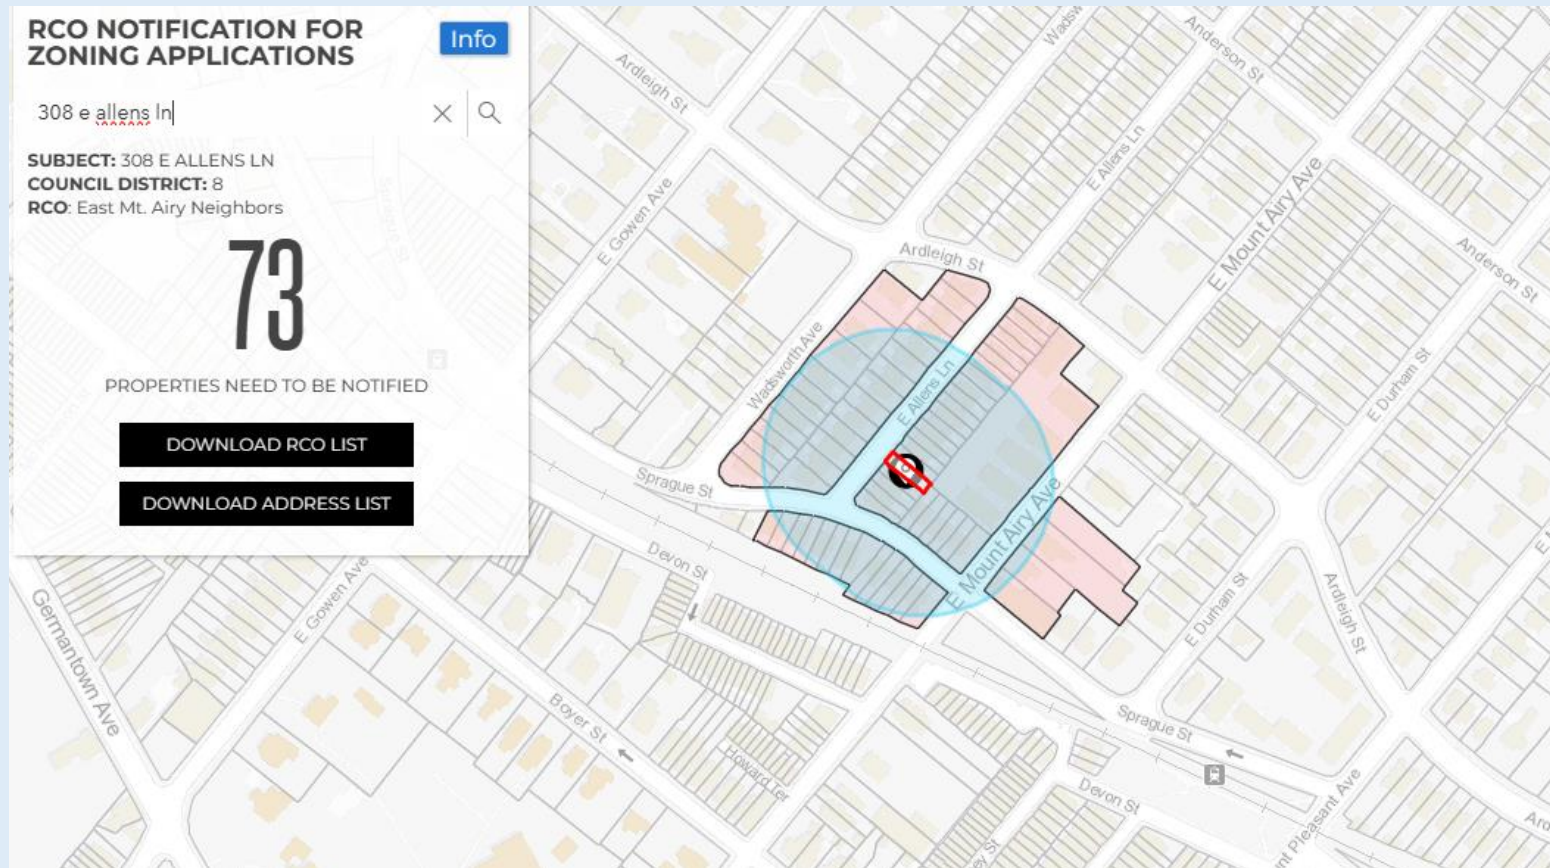 RCO NOTIFICATION FOR
ZONING APPLICATIONS
Info
308 e allens ln
SUBJECT: 308 E ALLENS LN
COUNCIL DISTRICT: 8
RCO: East Mt. Airy Neighbors
73
PROPERTIES NEED TO BE NOTIFIED
DOWNLOAD RCO LIST
DOWNLOAD ADDRESS LIST
Anderson St
Ardleigh St
E Allens Ln
E Mount Airy Ave
E Gowen Ave
Ardleigh St
Anderson St
Wadsworth Ave
E Allens Ln
E Durham St
Sprague St
E Mount Airy Ave
Devon St
E Gowen Ave
E Durham St
Ardleigh St
Germantown Ave
Boyer St
Sprague St
Howard Ter
Devon St